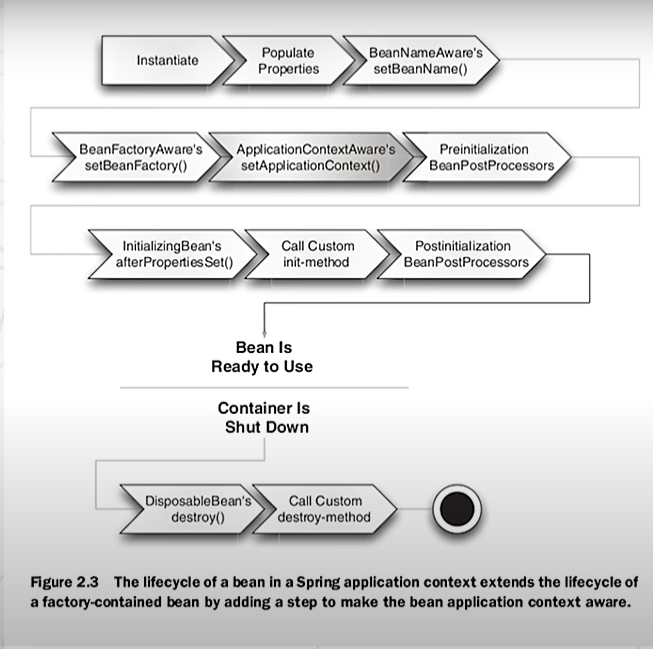 Instantiate
Populate
Properties
BeanNameAware's
setBeanName()
BeanFactoryAware's
setBeanFactory()
ApplicationContextAware's
setApplicationContext()
Preinitialization
BeanPostProcessors
InitializingBean's
afterPropertiesSet()
Call Custom
init-method
Postinitialization
BeanPostProcessors
Bean Is
Ready to Use
Container Is
Shut Down
DisposableBean's
destroy()
Call Custom
destroy-method
Figure 2.3 The lifecycle of a bean in a Spring application context extends the lifecycle of
a factory-contained bean by adding a step to make the bean application context aware.